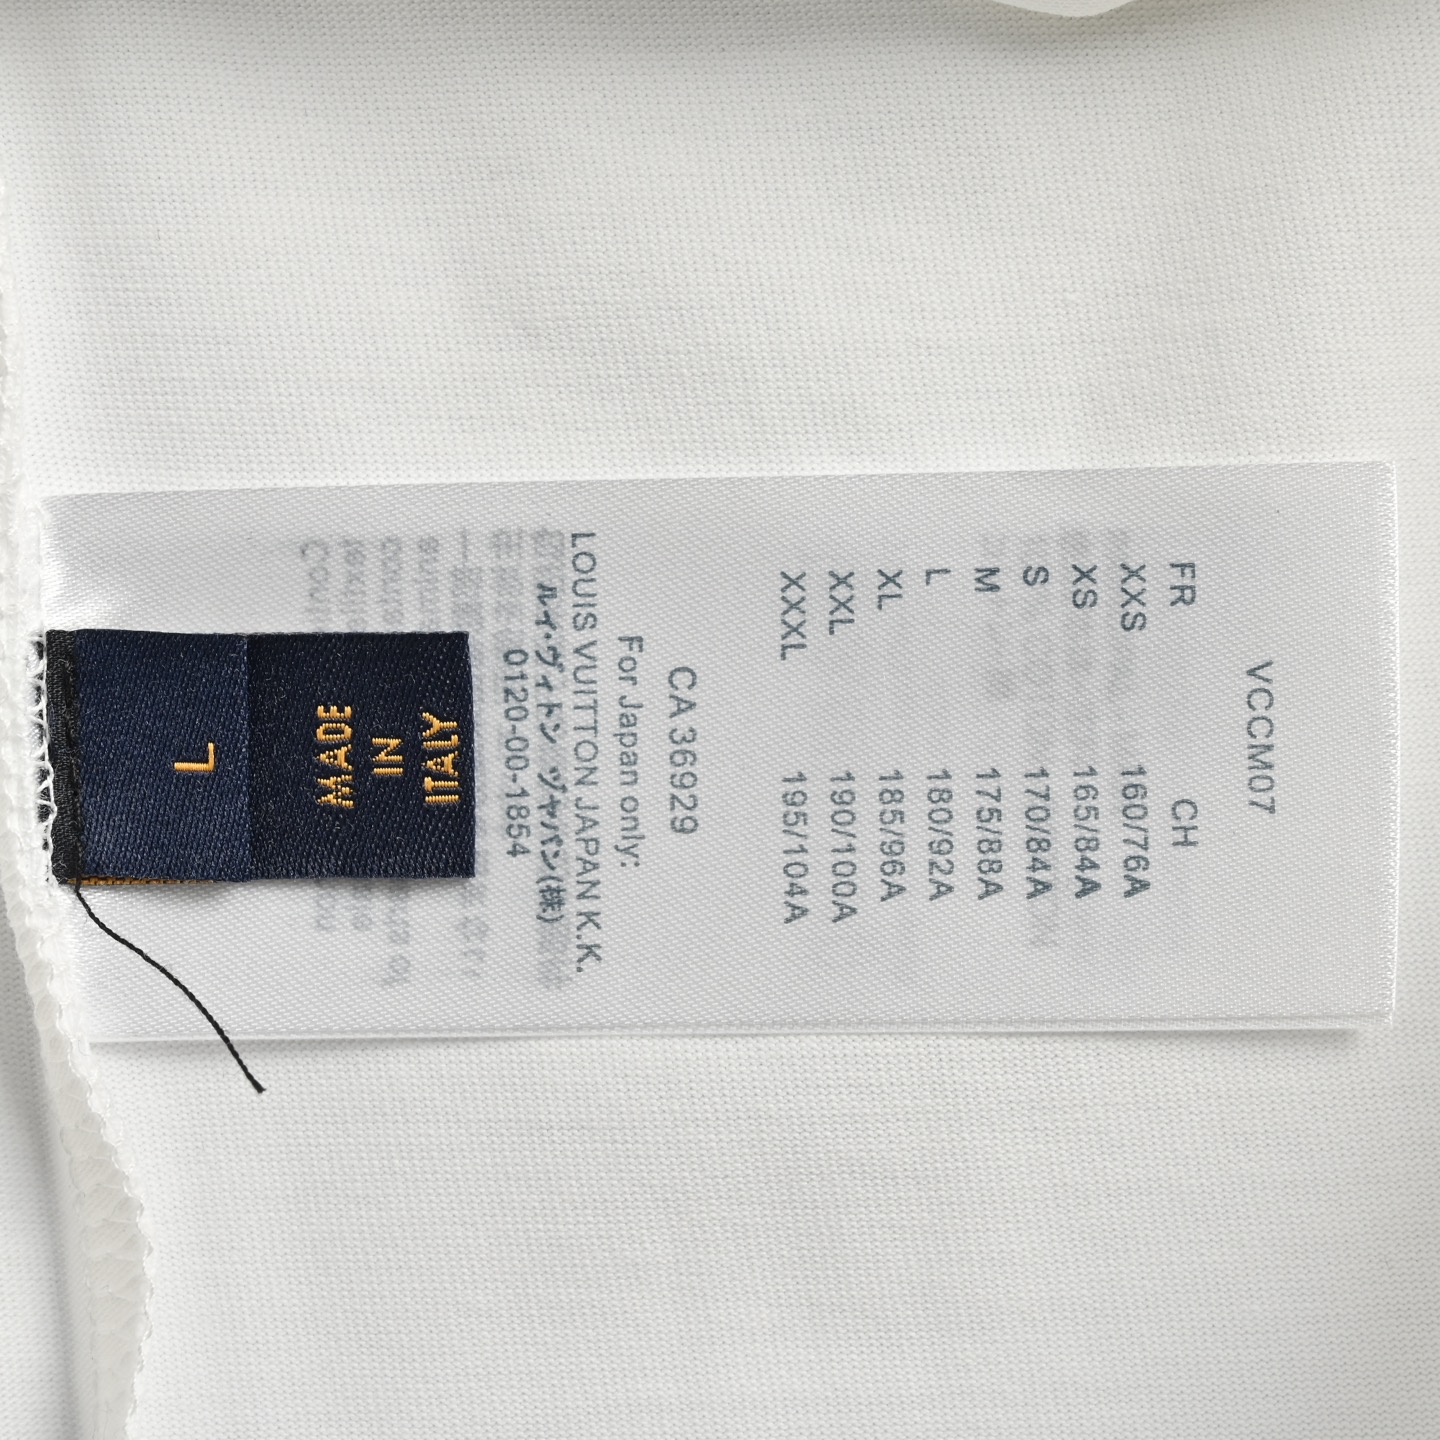 L
MADE
IN
ITALY
VCCM07
FR CH
XXS 160/76A
XS 165/84A
S 170/84A
M 175/88A
L 180/92A
XL 185/96A
XXL 190/100A
XXXL 195/104A
CA 36929
For Japan only:
LOUIS VUITTON JAPAN K.K.
ルイ・ヴィトン ジャパン(株)
0120-00-1854